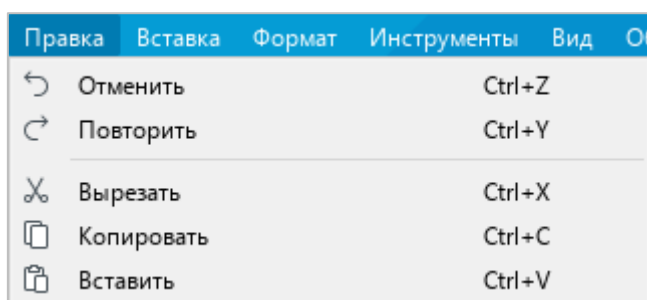 Правка Вставка Формат Инструменты Вид
Отменить Ctrl+Z
Повторить Ctrl+Y
Вырезать Ctrl+X
Копировать Ctrl+C
Вставить Ctrl+V